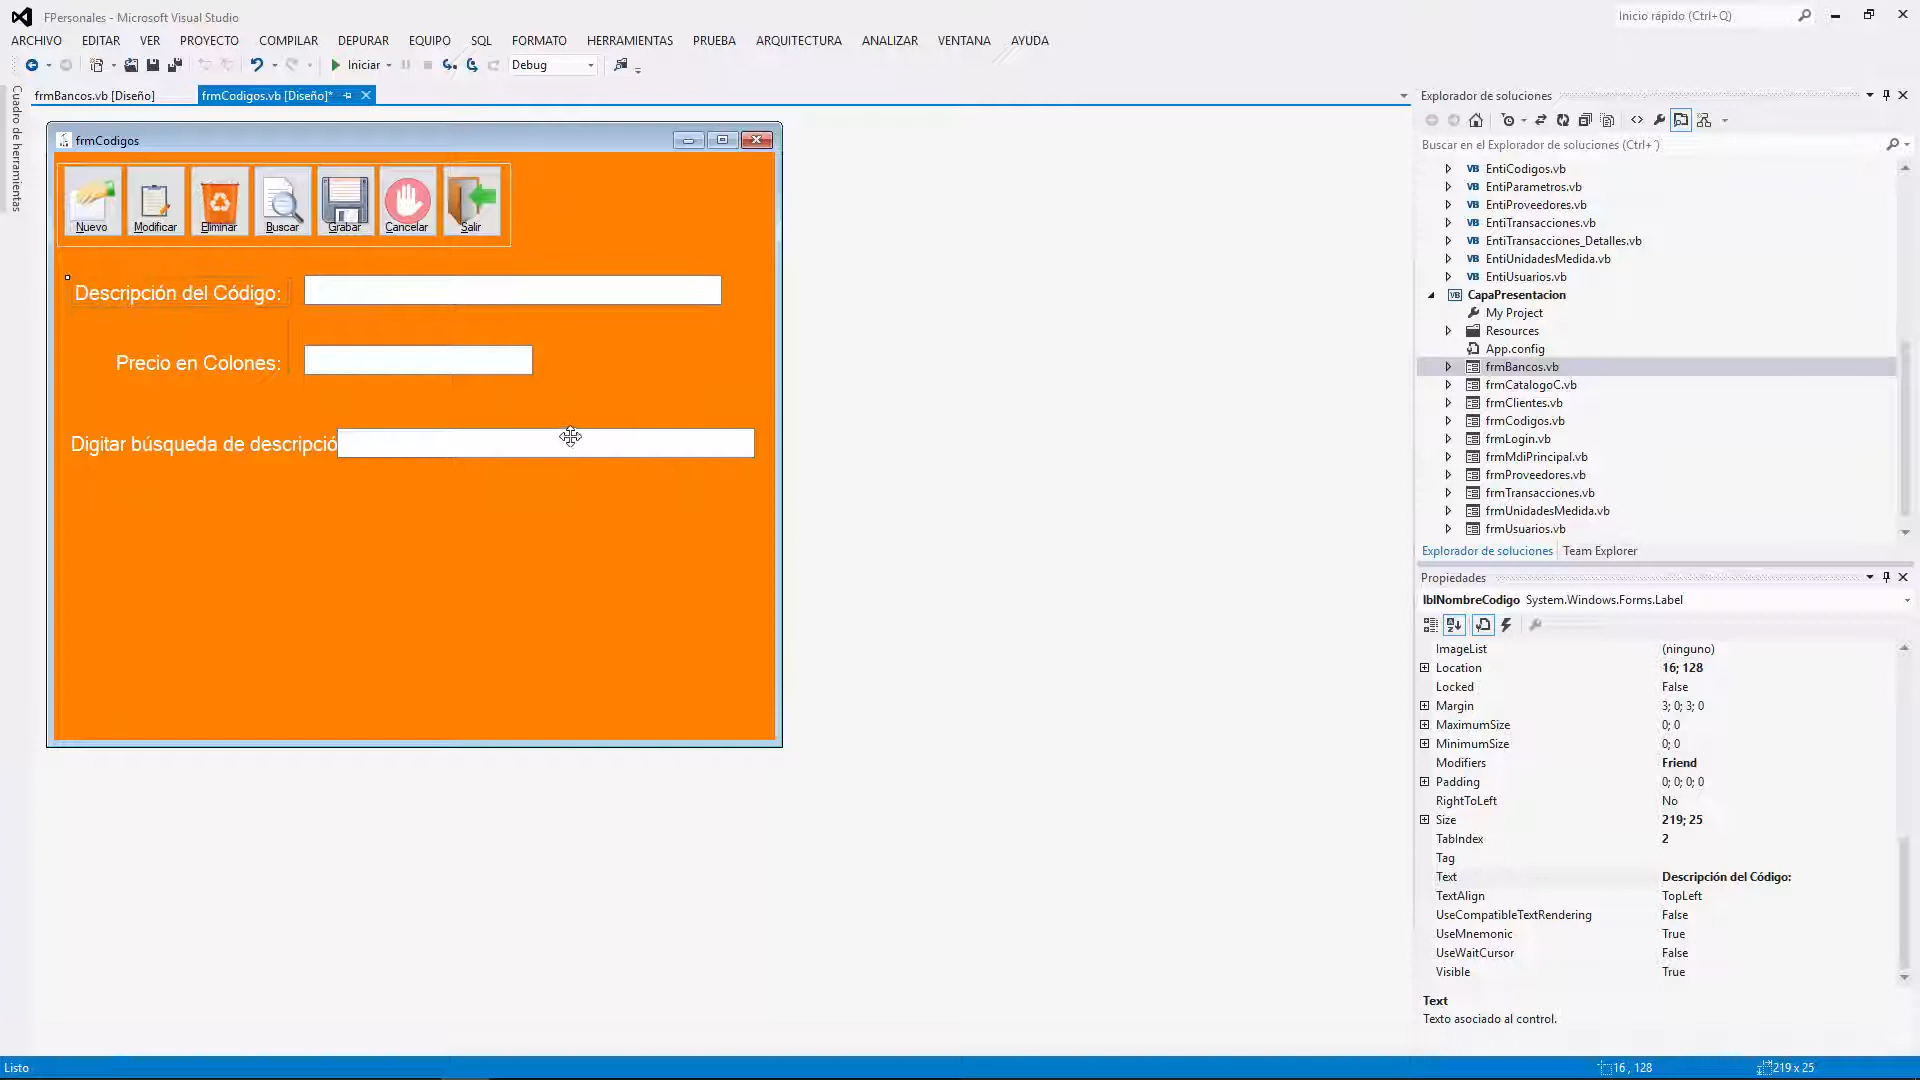 FPersonales - Microsoft Visual Studio
Inicio rápido (Ctrl+Q)
ARCHIVO EDITAR VER PROYECTO COMPILAR DEPURAR EQUIPO SQL FORMATO HERRAMIENTAS PRUEBA ARQUITECTURA ANALIZAR VENTANA AYUDA
Iniciar Debug
Cuadro de herramientas
frmBancos.vb [Diseño] frmCodigos.vb [Diseño]*
frmCodigos
Nuevo Modificar Eliminar Buscar Grabar Cancelar Salir
Descripción del Código:
Precio en Colones:
Digitar búsqueda de descripció
Explorador de soluciones
Buscar en el Explorador de soluciones (Ctrl+´)
VB EntiCodigos.vb
VB EntiParametros.vb
VB EntiProveedores.vb
VB EntiTransacciones.vb
VB EntiTransacciones_Detalles.vb
VB EntiUnidadesMedida.vb
VB EntiUsuarios.vb
VB CapaPresentacion
My Project
Resources
App.config
frmBancos.vb
frmCatalogoC.vb
frmClientes.vb
frmCodigos.vb
frmLogin.vb
frmMdiPrincipal.vb
frmProveedores.vb
frmTransacciones.vb
frmUnidadesMedida.vb
frmUsuarios.vb
Explorador de soluciones Team Explorer
Propiedades
lblNombreCodigo System.Windows.Forms.Label
ImageList (ninguno)
Location 16; 128
Locked False
Margin 3; 0; 3; 0
MaximumSize 0; 0
MinimumSize 0; 0
Modifiers Friend
Padding 0; 0; 0; 0
RightToLeft No
Size 219; 25
TabIndex 2
Tag
Text Descripción del Código:
TextAlign TopLeft
UseCompatibleTextRendering False
UseMnemonic True
UseWaitCursor False
Visible True
Text
Texto asociado al control.
Listo 16 , 128 219 x 25